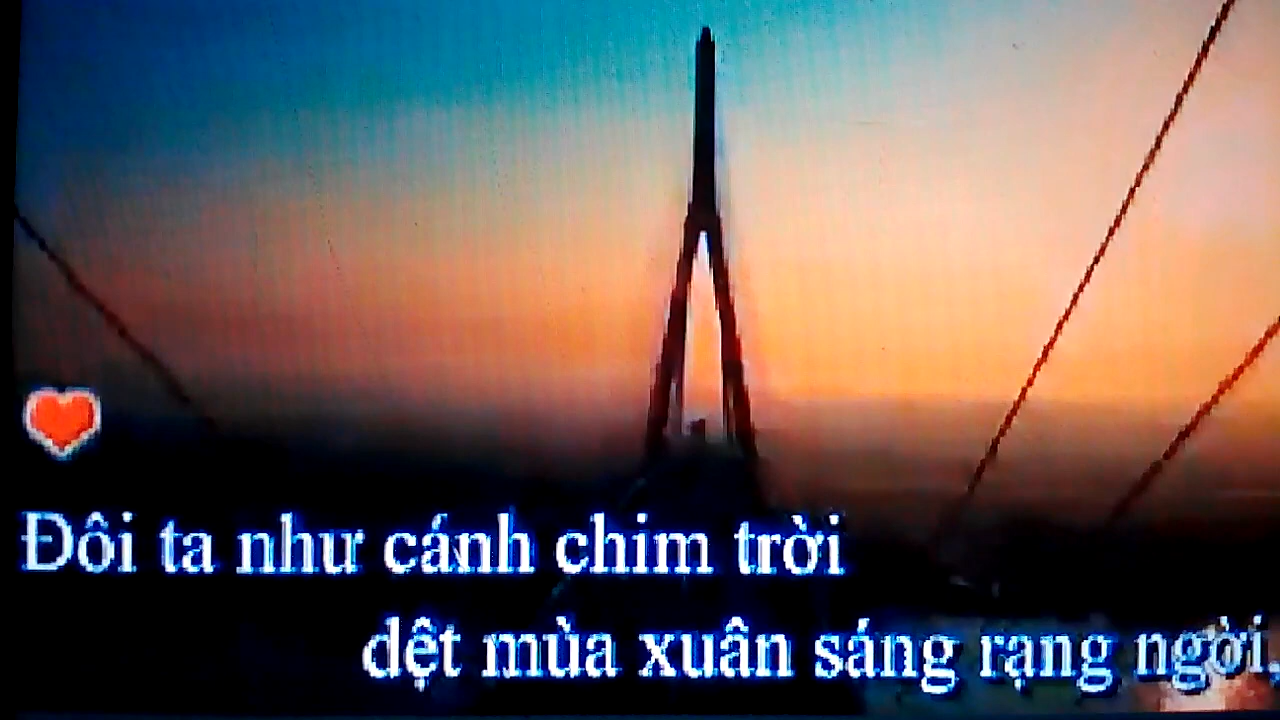 Đôi ta như cánh chim trời
dệt mùa xuân sáng rạng ngời,